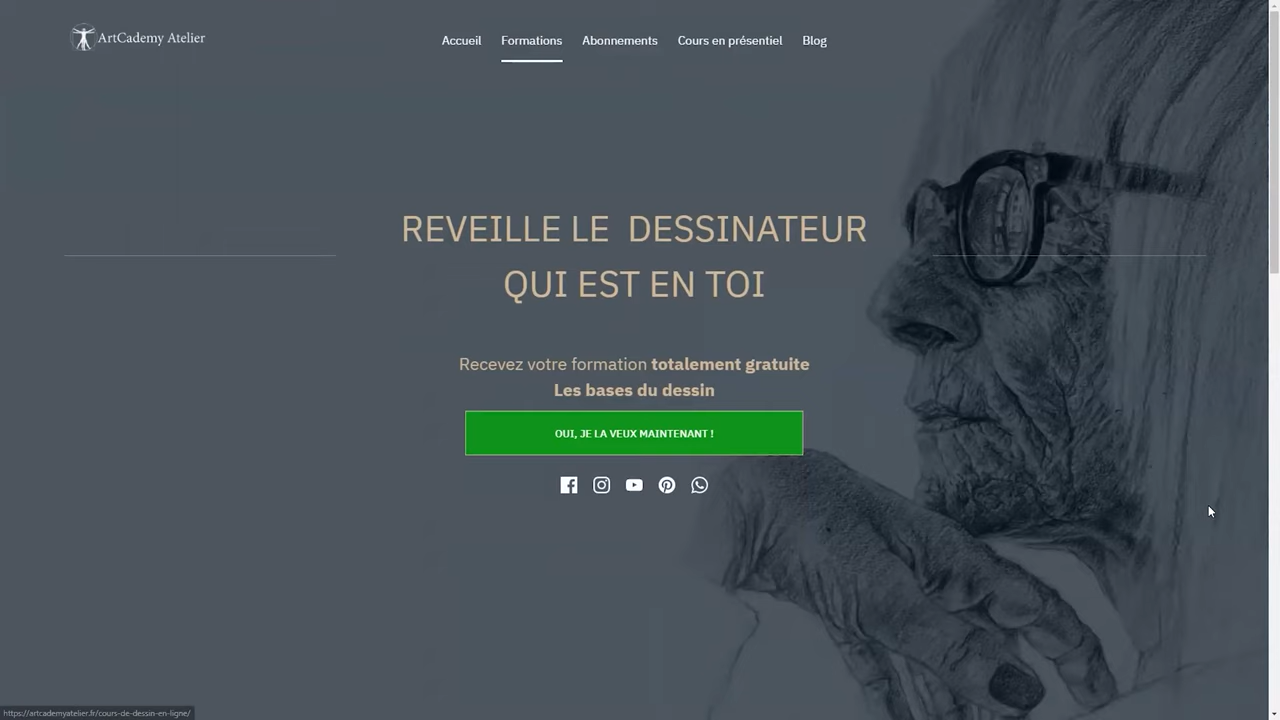 ArtCademy Atelier
Accueil Formations Abonnements Cours en présentiel Blog
REVEILLE LE DESSINATEUR
QUI EST EN TOI
Recevez votre formation totalement gratuite
Les bases du dessin
OUI, JE LA VEUX MAINTENANT !
https://artcademyatelier.fr/cours-de-dessin-en-ligne/